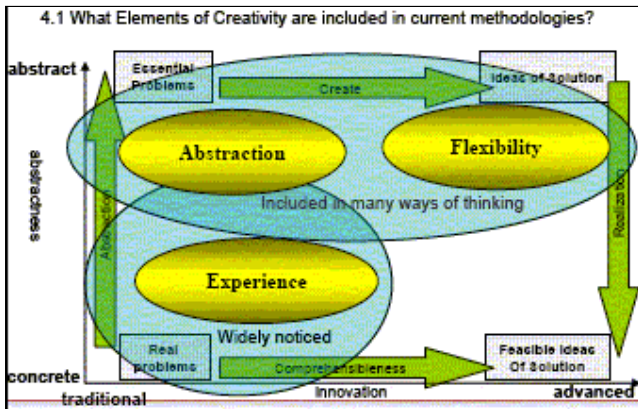 4.1 What Elements of Creativity are included in current methodologies?
abstract
Essential
Problems
Create
Ideas of Solution
Abstraction
Flexibility
abstractness
Abstraction
Included in many ways of thinking
Realization
Experience
Widely noticed
Real
problems
Comprehensibleness
Feasible Ideas
Of Solution
concrete
traditional
Innovation
advanced